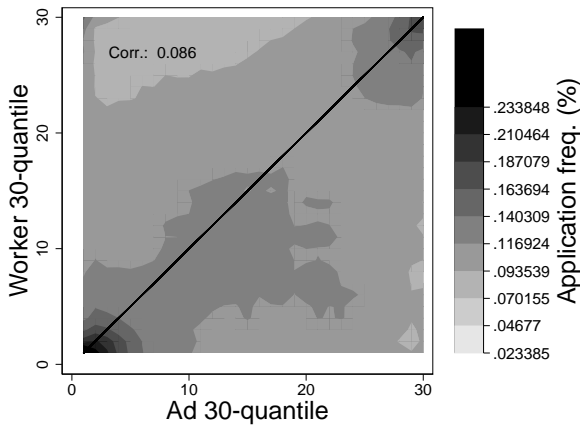 30
20
10
0
Worker 30-quantile
Corr.: 0.086
0 10 20 30
Ad 30-quantile
.233848
.210464
.187079
.163694
.140309
.116924
.093539
.070155
.04677
.023385
Application freq. (%)